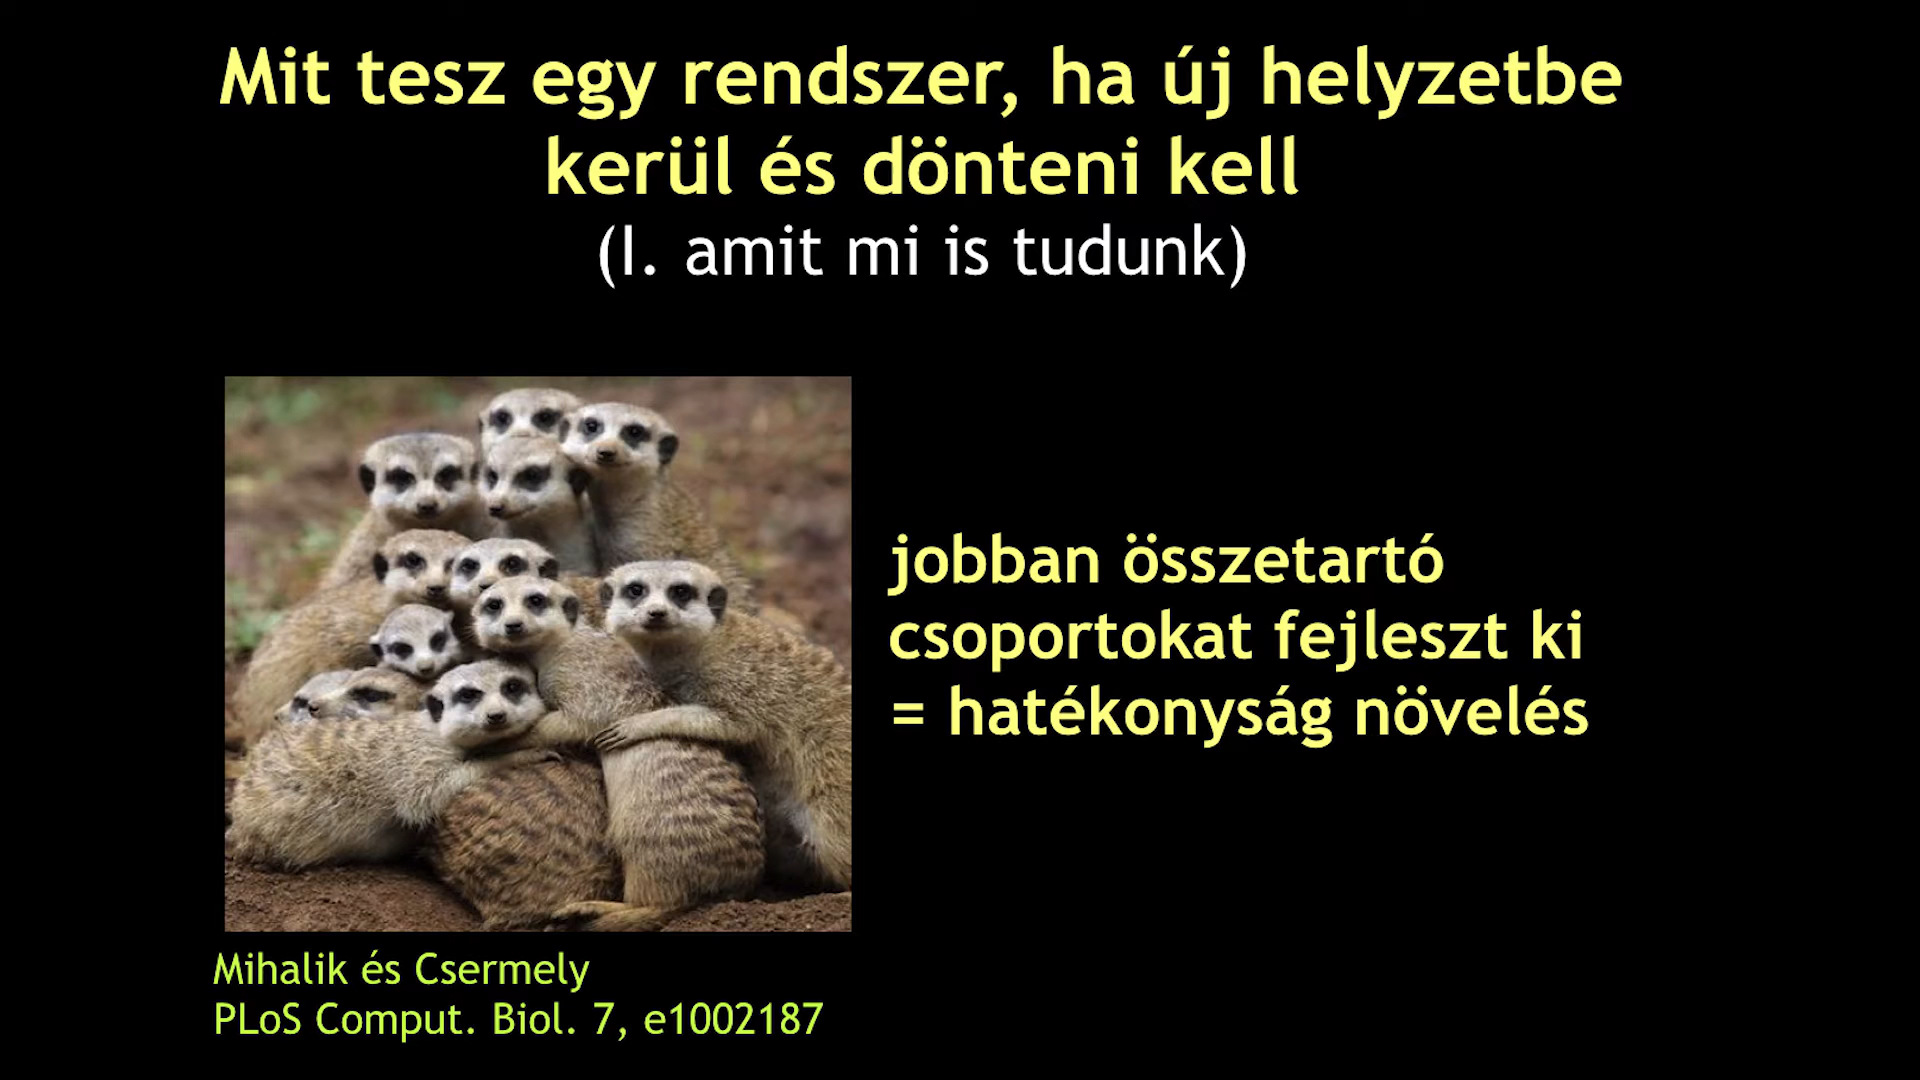 Mit tesz egy rendszer, ha új helyzetbe
kerül és dönteni kell
(I. amit mi is tudunk)
jobban összetartó
csoportokat fejleszt ki
= hatékonyság növelés
Mihalik és Csermely
PLoS Comput. Biol. 7, e1002187